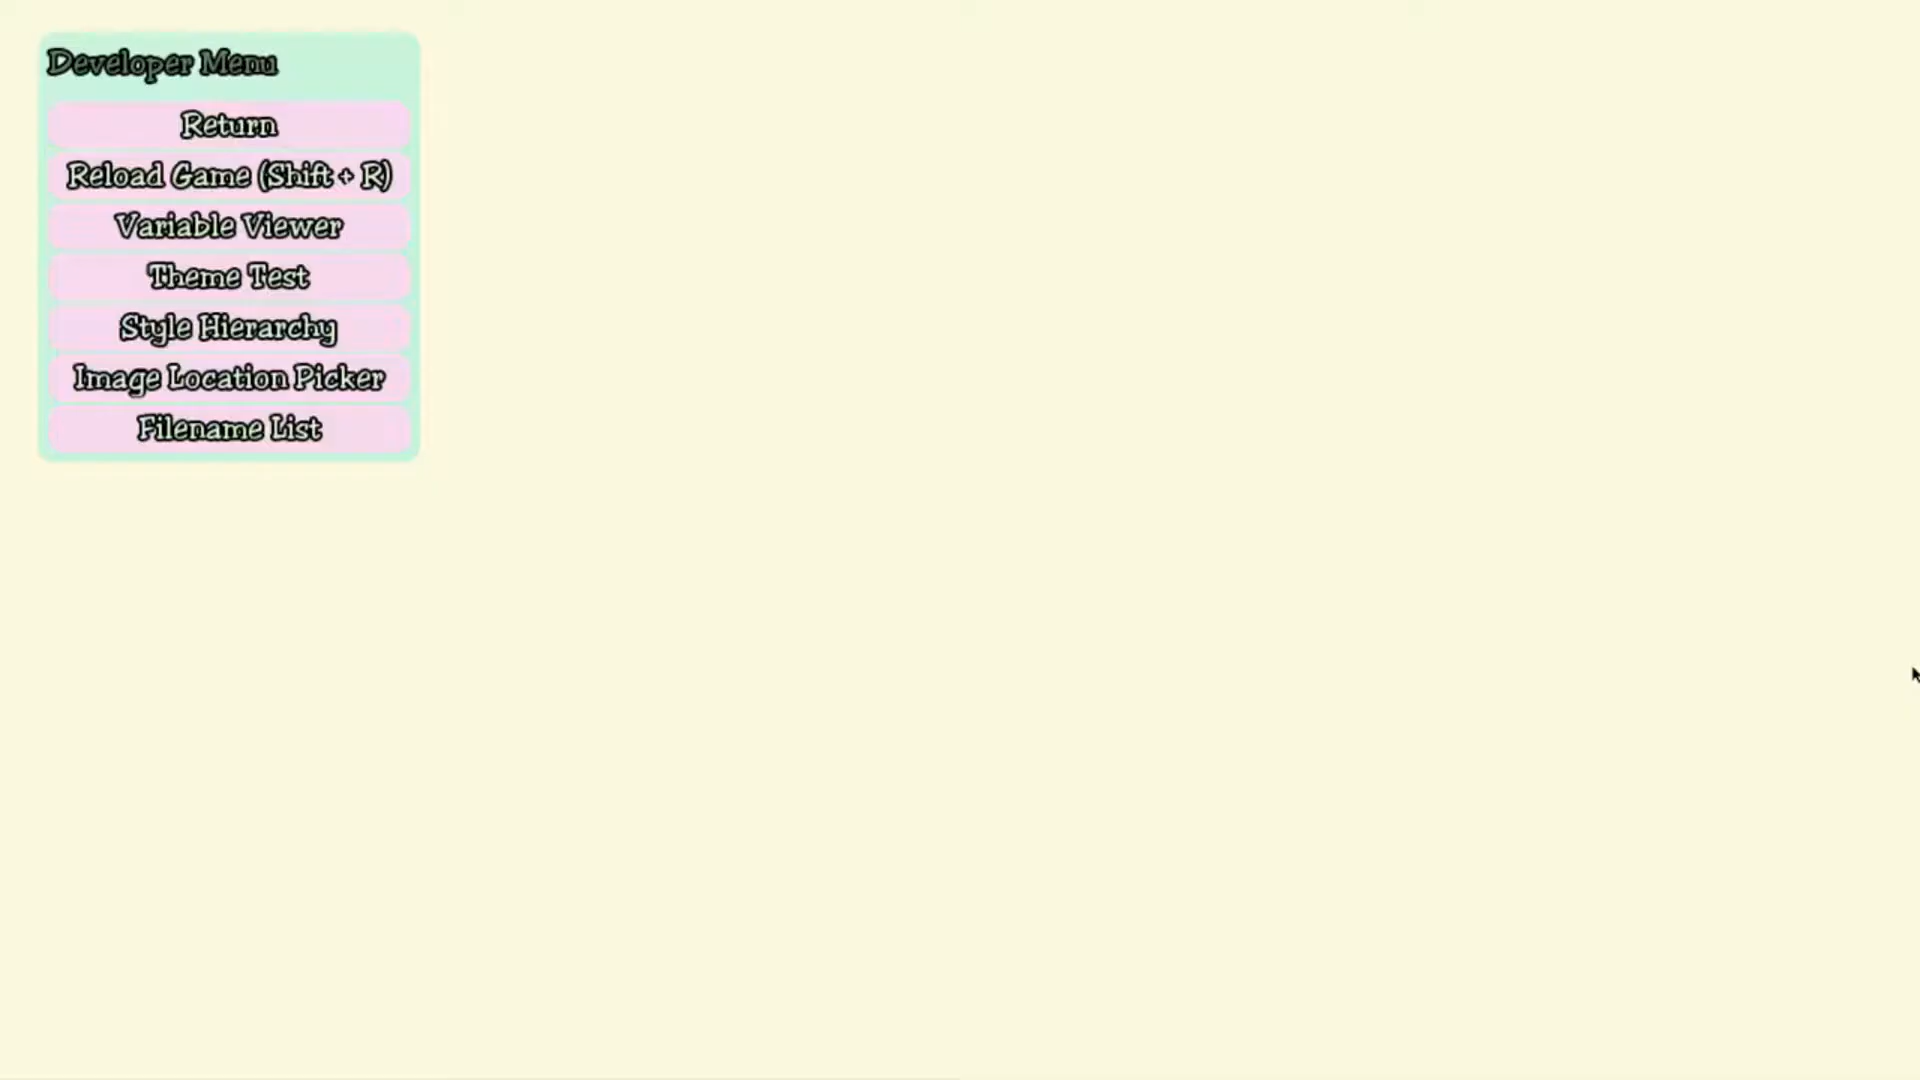 Developer Menu
Return
Reload Game (Shift + R)
Variable Viewer
Theme Test
Style Hierarchy
Image Location Picker
Filename List